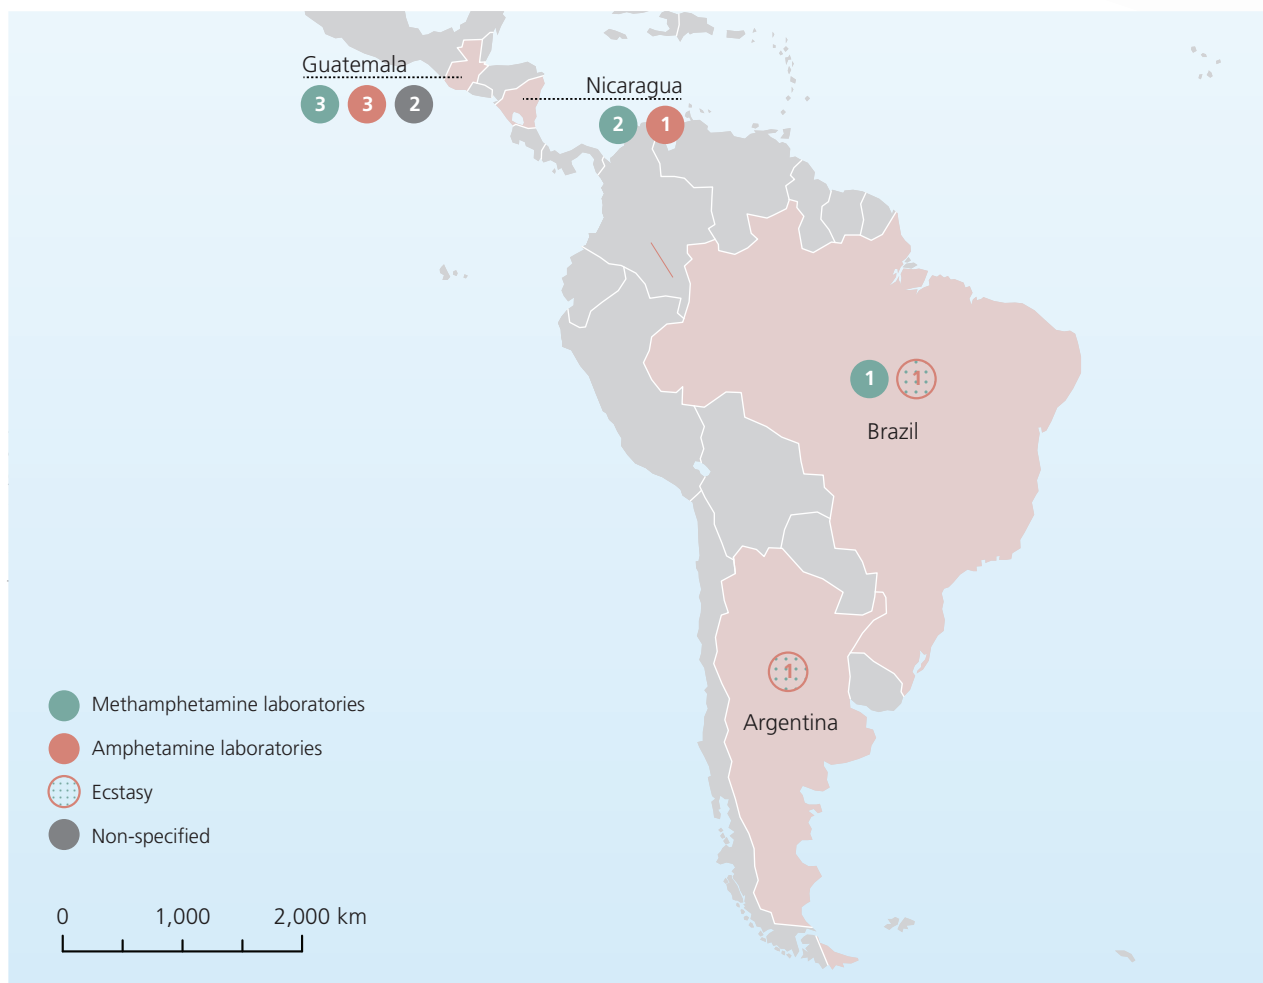 Guatemala
3 3 2
Nicaragua
2 1
1 1
Brazil
1
Argentina
Methamphetamine laboratories
Amphetamine laboratories
Ecstasy
Non-specified
0 1,000 2,000 km